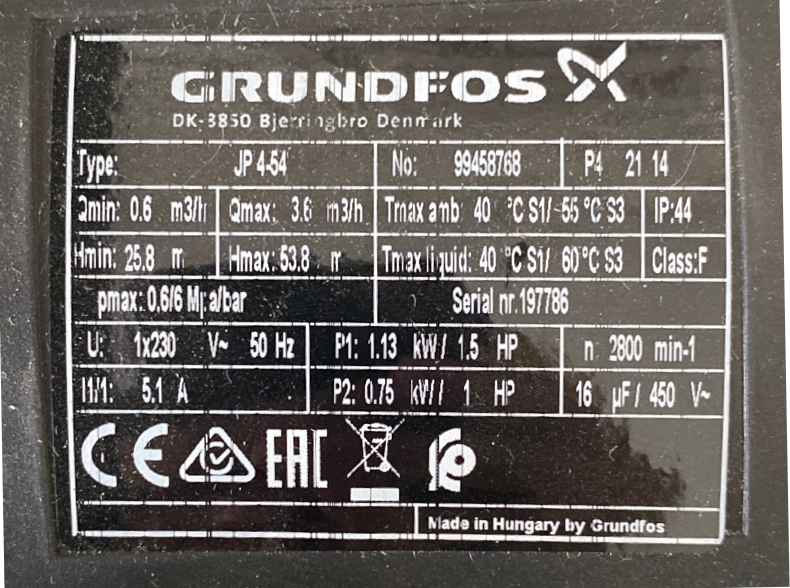 GRUNDFOS
DK-8850 Bjerringbro Denmark
Type: JP 4-54 No: 99458768 P4 21 14
Qmin: 0.6 m3/h Qmax: 3.6 m3/h Tmax amb: 40 °C S1/ 55 °C S3 IP:44
Hmin: 25.8 m Hmax: 53.8 m Tmax liquid: 40 °C S1/ 60°C S3 Class:F
pmax: 0,6/6 Mpa/bar Serial nr.197786
U: 1x230 V~ 50 Hz P1: 1.13 kW / 1.5 HP n: 2800 min-1
I1/1: 5.1 A P2: 0.75 kW / 1 HP 16 µF / 450 V~
CE EAC
Made in Hungary by Grundfos